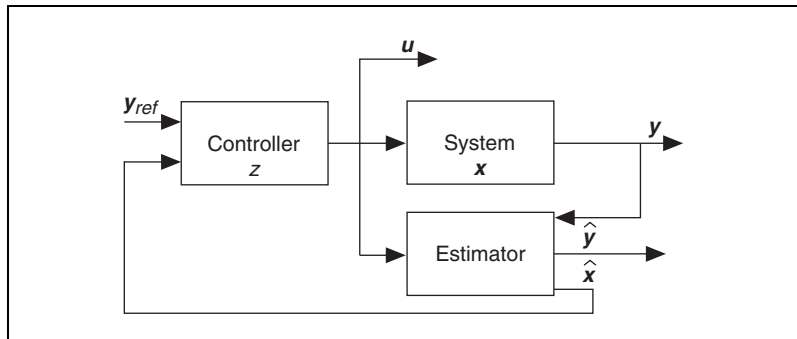 u
y_ref
Controller
z
System
x
y
Estimator
ŷ
x̂